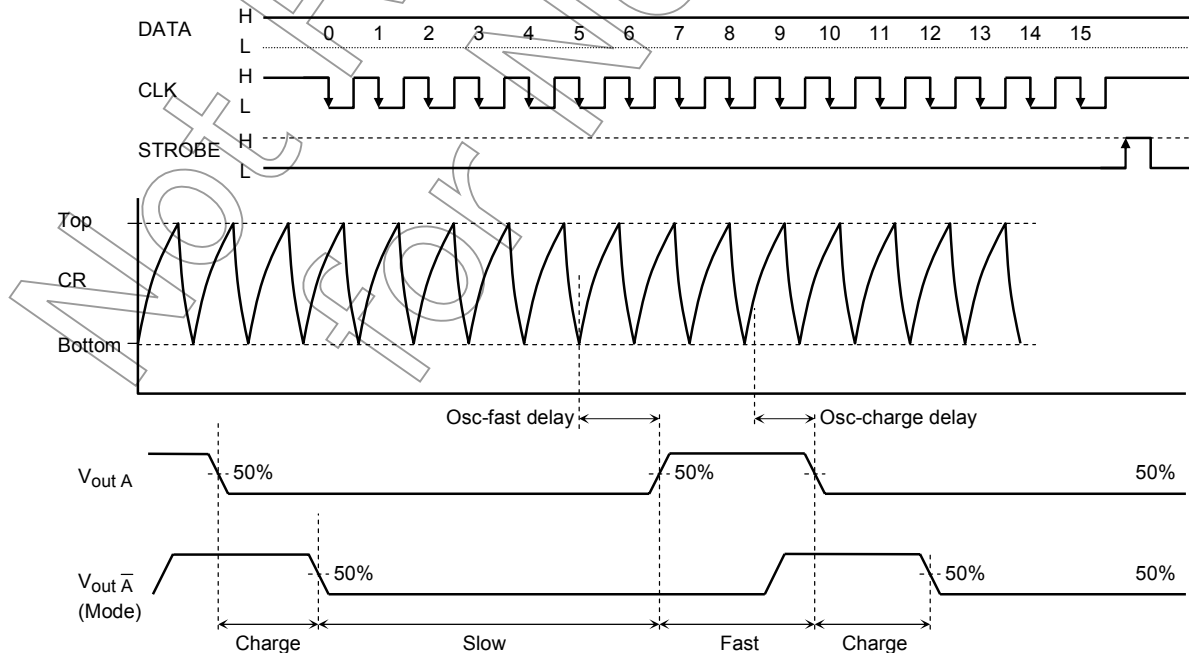 H
DATA 0 1 2 3 4 5 6 7 8 9 10 11 12 13 14 15
L
H
CLK
L
H
STROBE
L
Top
CR
Bottom
Osc-fast delay Osc-charge delay
Vout A 50% 50% 50%
Vout A̅ 50% 50% 50%
(Mode)
Charge Slow Fast Charge
Not
for